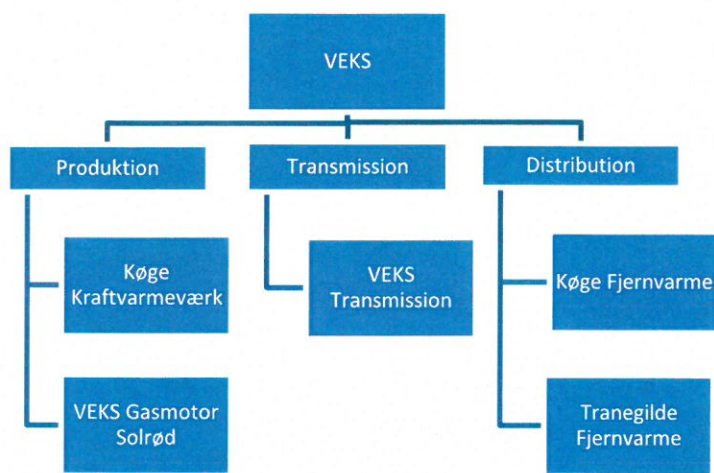 VEKS
Produktion
Transmission
Distribution
Køge
Kraftvarmeværk
VEKS
Transmission
Køge Fjernvarme
VEKS Gasmotor
Solrød
Tranegilde
Fjernvarme